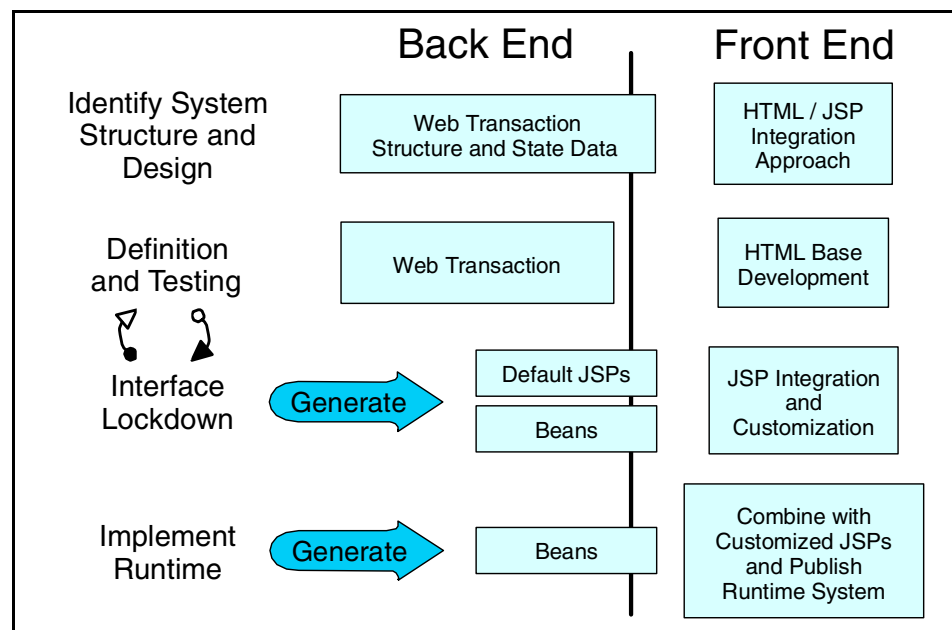 Back End
Front End
Identify System
Structure and
Design
Web Transaction
Structure and State Data
HTML / JSP
Integration
Approach
Definition
and Testing
Web Transaction
HTML Base
Development
Interface
Lockdown
Generate
Default JSPs
Beans
JSP Integration
and
Customization
Implement
Runtime
Generate
Beans
Combine with
Customized JSPs
and Publish
Runtime System